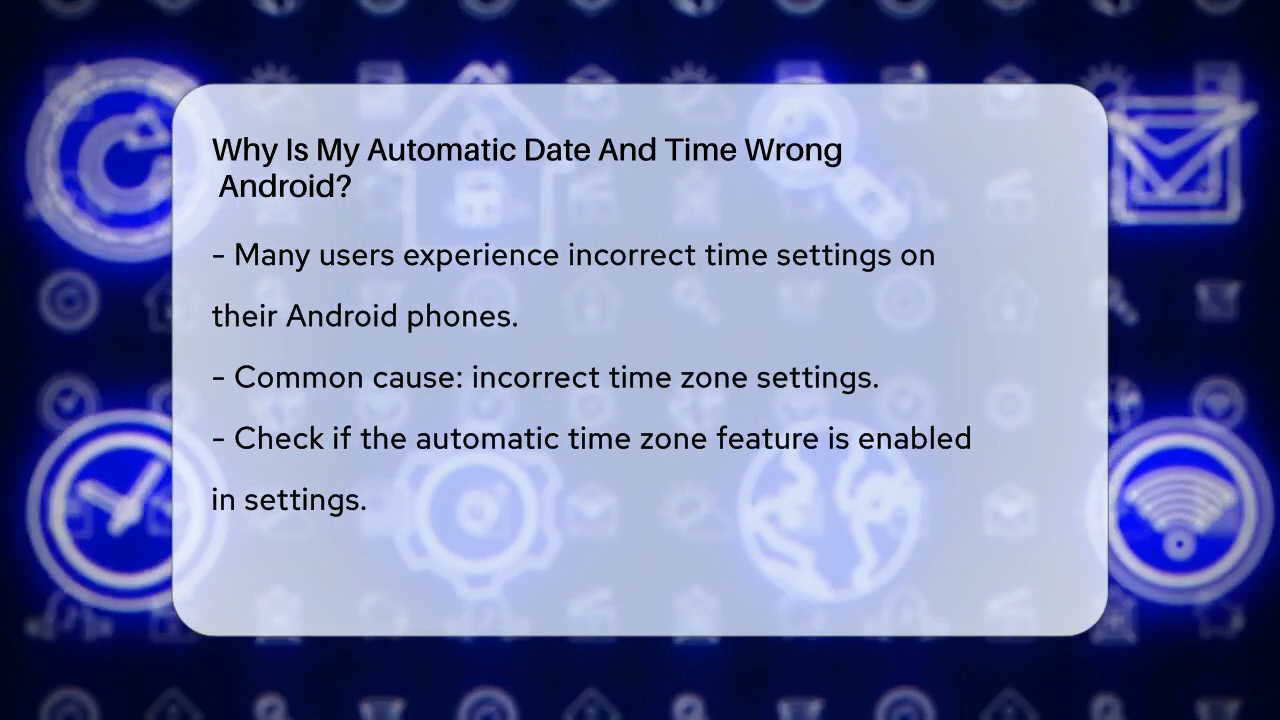 Why Is My Automatic Date And Time Wrong
Android?
- Many users experience incorrect time settings on
their Android phones.
- Common cause: incorrect time zone settings.
- Check if the automatic time zone feature is enabled
in settings.